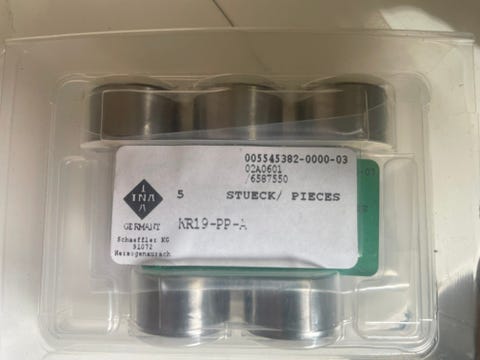 005545382-0000-03
02A0601
/6587550
I
INA
A
5 STUECK/ PIECES
GERMANY
KR19-PP-A
Schaeffler KG
91072
Herzogenaurach